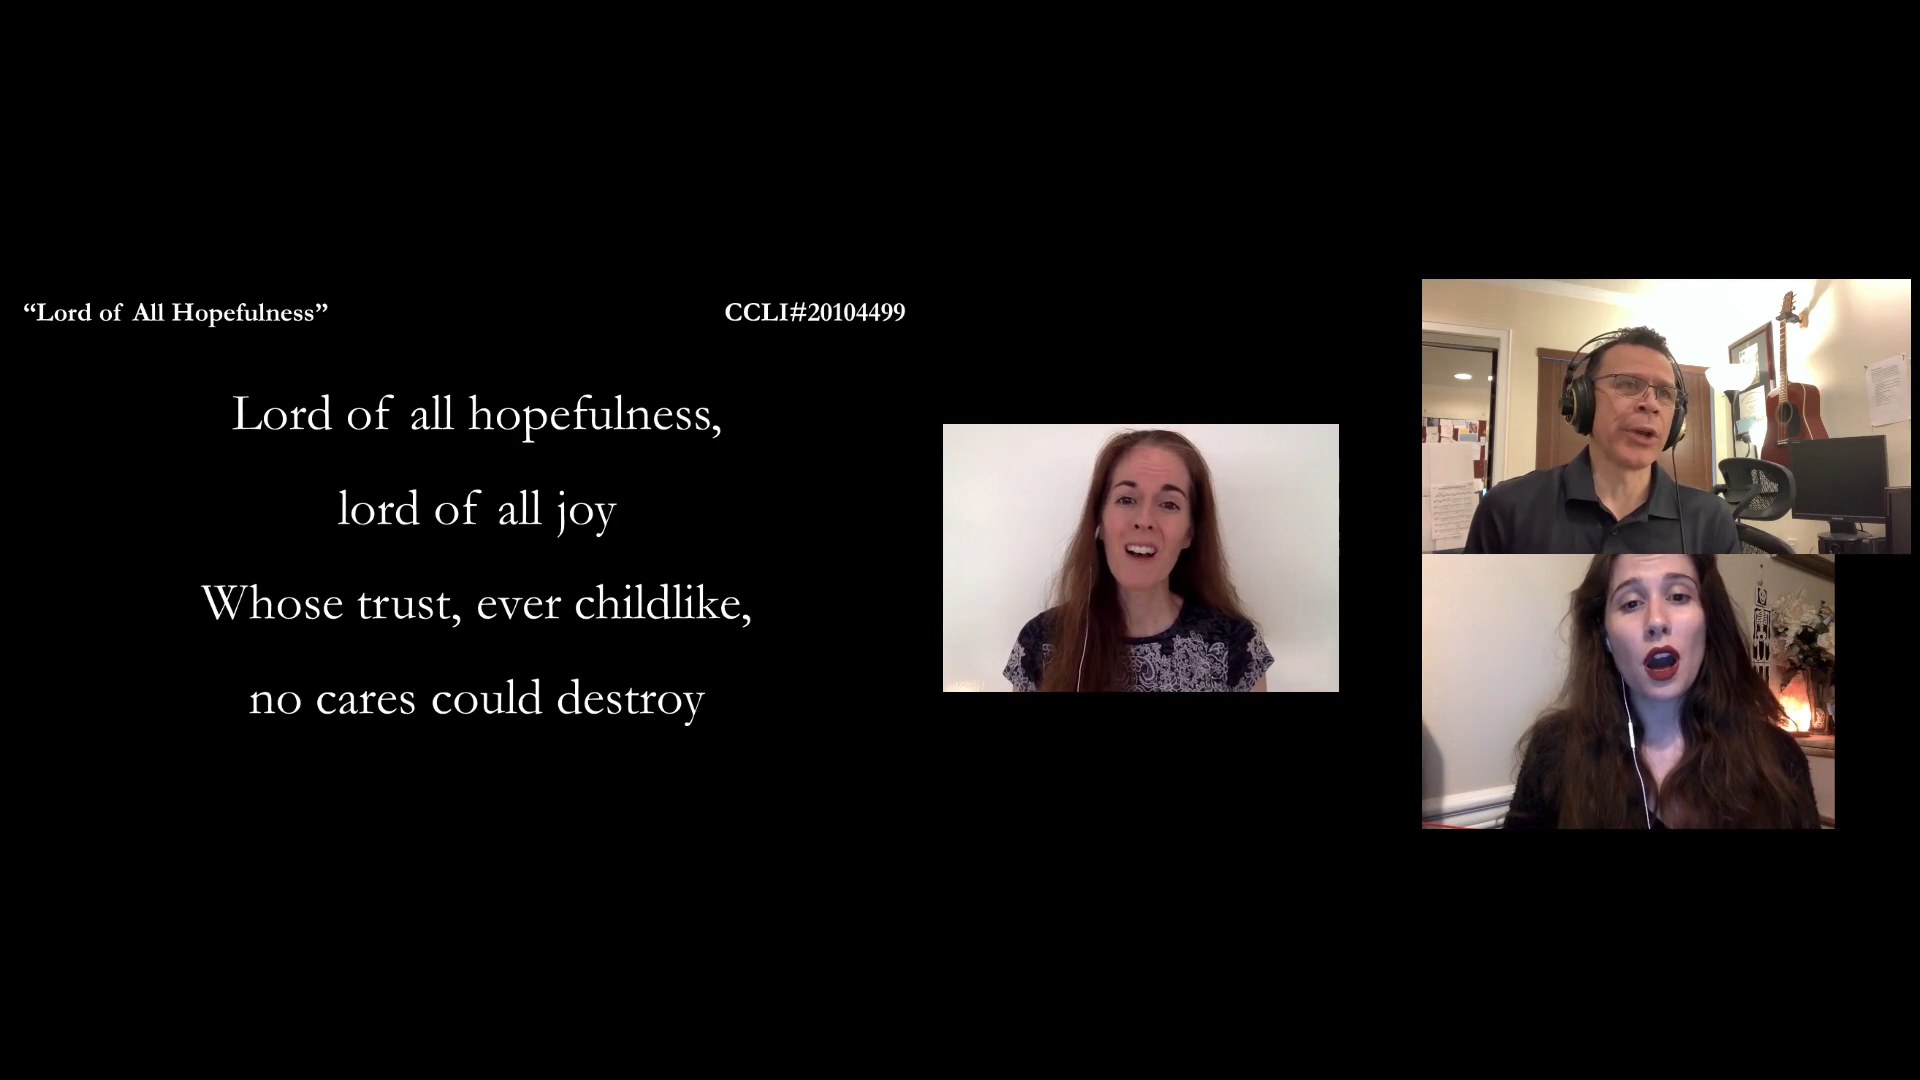 “Lord of All Hopefulness”
CCLI#20104499
Lord of all hopefulness,
lord of all joy
Whose trust, ever childlike,
no cares could destroy